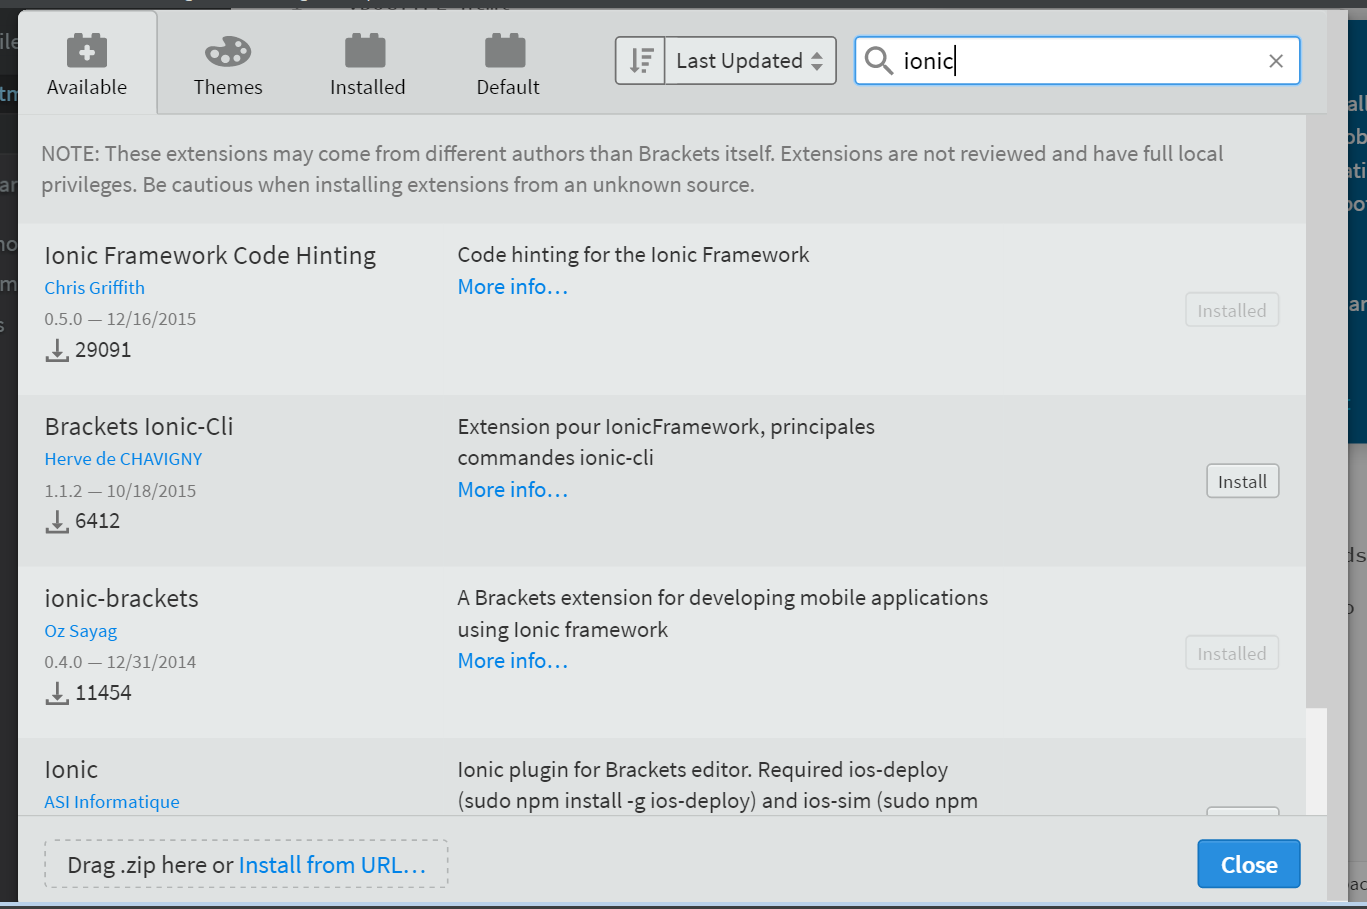 Available
Themes
Installed
Default
Last Updated
ionic
NOTE: These extensions may come from different authors than Brackets itself. Extensions are not reviewed and have full local
privileges. Be cautious when installing extensions from an unknown source.
Ionic Framework Code Hinting
Chris Griffith
0.5.0 — 12/16/2015
29091
Code hinting for the Ionic Framework
More info…
Installed
Brackets Ionic-Cli
Herve de CHAVIGNY
1.1.2 — 10/18/2015
6412
Extension pour IonicFramework, principales
commandes ionic-cli
More info…
Install
ionic-brackets
Oz Sayag
0.4.0 — 12/31/2014
11454
A Brackets extension for developing mobile applications
using Ionic framework
More info…
Installed
Ionic
ASI Informatique
Ionic plugin for Brackets editor. Required ios-deploy
(sudo npm install -g ios-deploy) and ios-sim (sudo npm
Drag .zip here or Install from URL…
Close